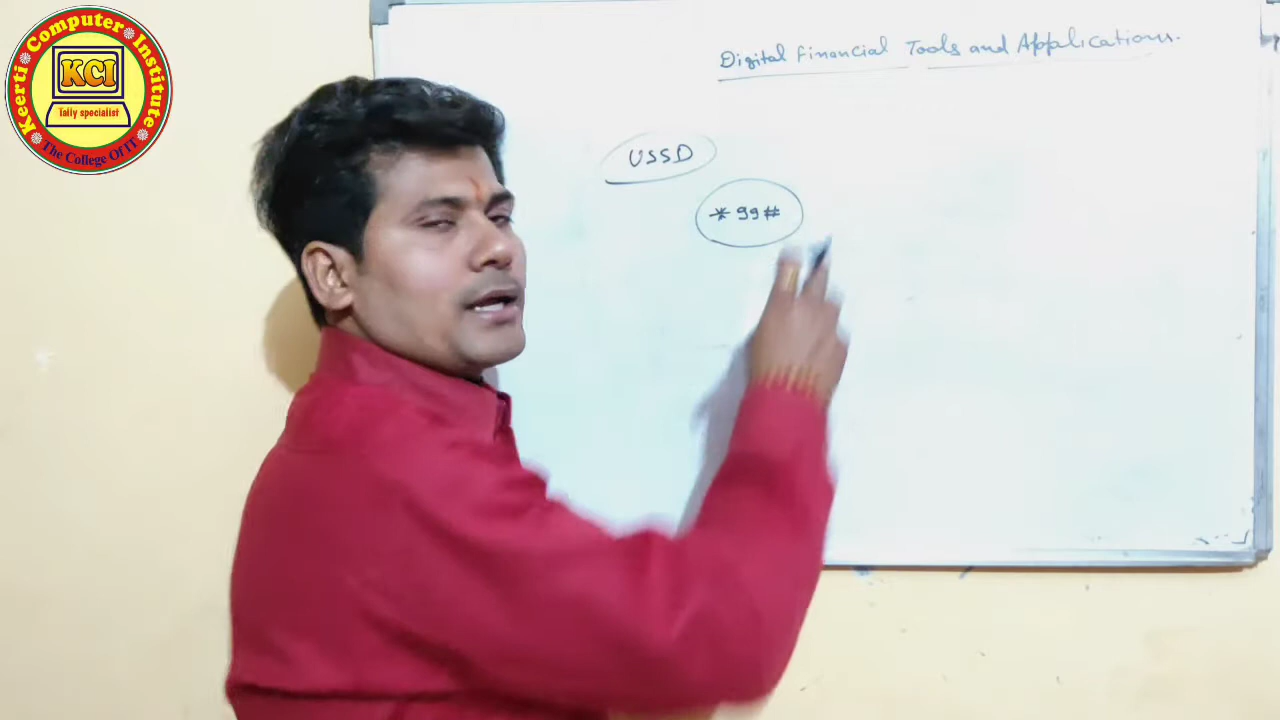 Keerti Computer Institute
KCI
Tally specialist
The College Of IT
Digital Financial Tools and Applications.
USSD
*99#